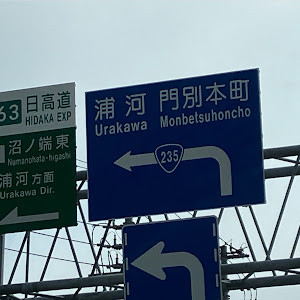 63 日高道
HIDAKA EXP
沼ノ端東
Numanohata-higashi
浦河方面
Urakawa Dir.
浦河 門別本町
Urakawa Monbetsuhoncho
235